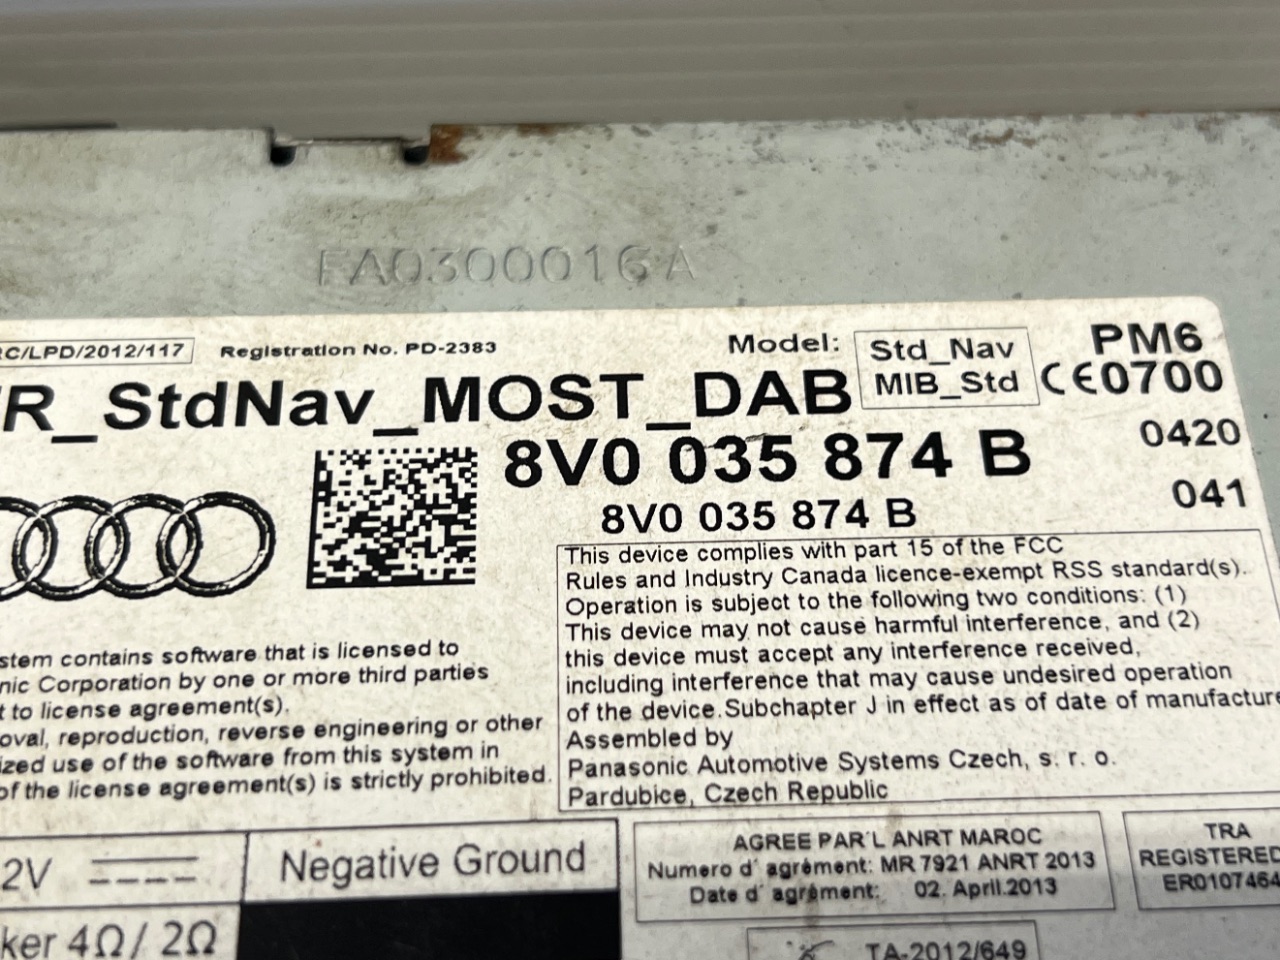 FA0300016A
RC/LPD/2012/117 Registration No. PD-2383 Model: Std_Nav MIB_Std PM6
CE0700
R_StdNav_MOST_DAB
8V0 035 874 B
0420
8V0 035 874 B
041
This device complies with part 15 of the FCC
Rules and Industry Canada licence-exempt RSS standard(s).
Operation is subject to the following two conditions: (1)
This device may not cause harmful interference, and (2)
this device must accept any interference received,
including interference that may cause undesired operation
of the device.Subchapter J in effect as of date of manufacture
Assembled by
Panasonic Automotive Systems Czech, s. r. o.
Pardubice, Czech Republic
stem contains software that is licensed to
nic Corporation by one or more third parties
t to license agreement(s).
oval, reproduction, reverse engineering or other
ized use of the software from this system in
of the license agreement(s) is strictly prohibited.
2V
Negative Ground
ker 4Ω/ 2Ω
AGREE PAR'L ANRT MAROC
Numero d' agrément: MR 7921 ANRT 2013
Date d' agrément: 02. April.2013
TRA
REGISTERED
ER0107464
TA-2012/649